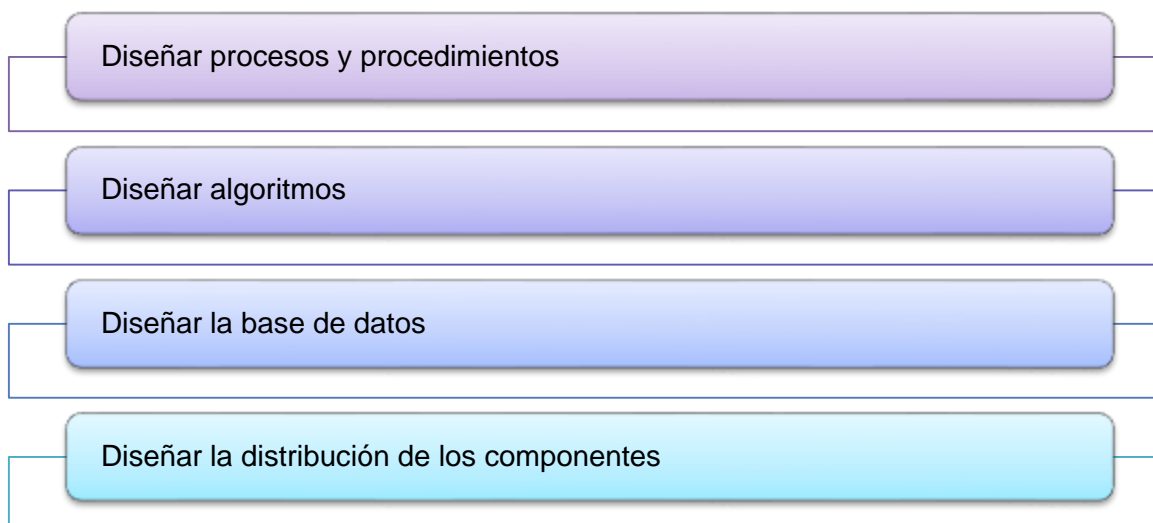 Diseñar procesos y procedimientos
Diseñar algoritmos
Diseñar la base de datos
Diseñar la distribución de los componentes